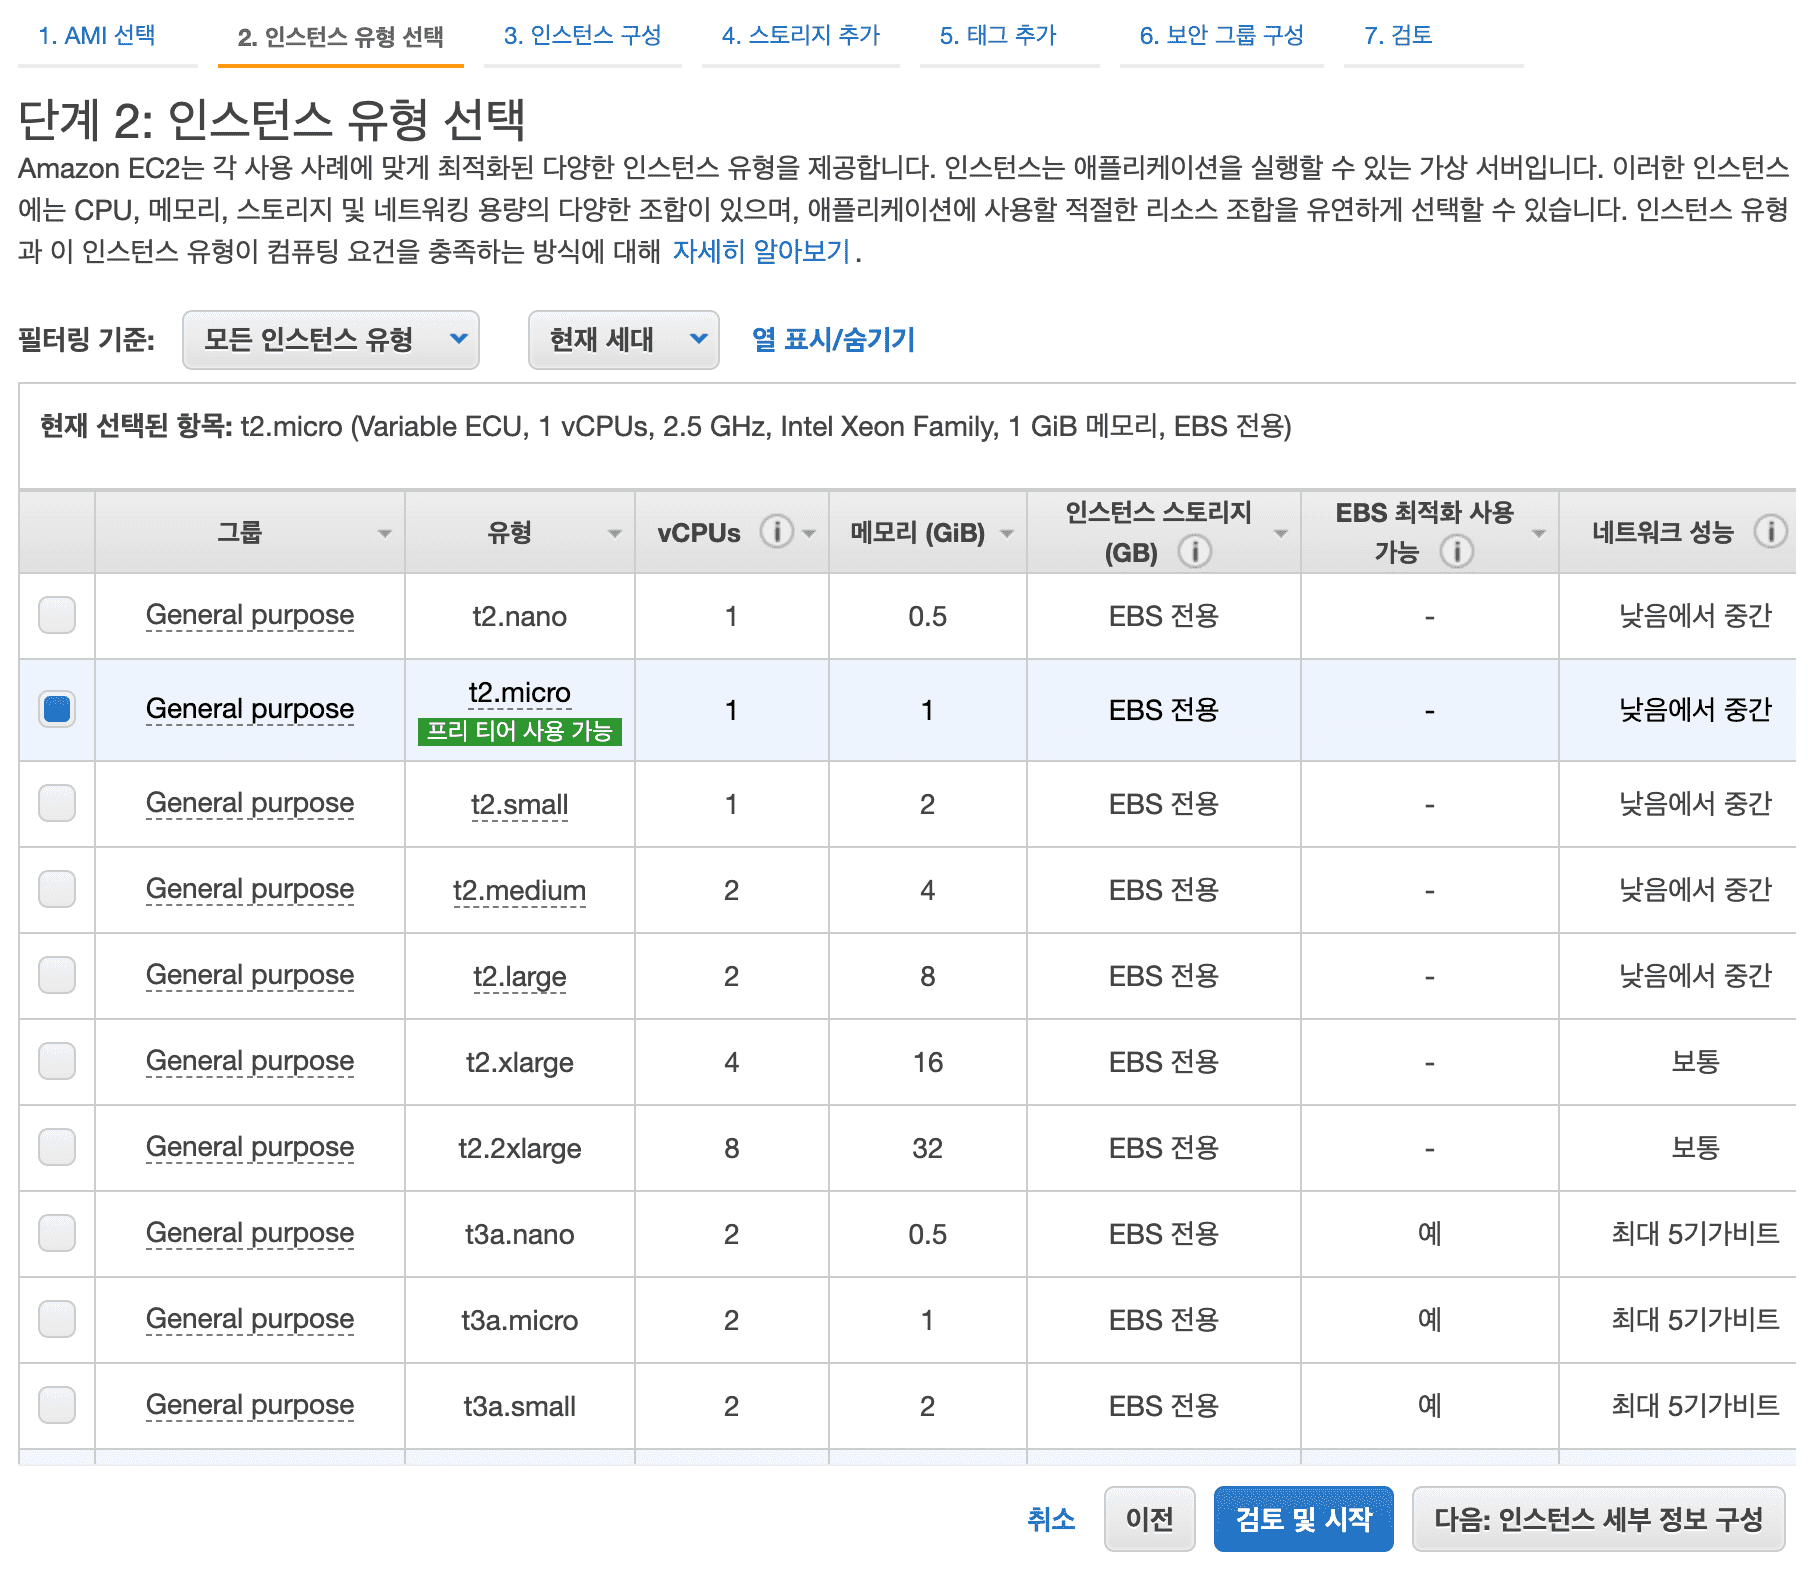 1. AMI 선택 2. 인스턴스 유형 선택 3. 인스턴스 구성 4. 스토리지 추가 5. 태그 추가 6. 보안 그룹 구성 7. 검토
단계 2: 인스턴스 유형 선택
Amazon EC2는 각 사용 사례에 맞게 최적화된 다양한 인스턴스 유형을 제공합니다. 인스턴스는 애플리케이션을 실행할 수 있는 가상 서버입니다. 이러한 인스턴스
에는 CPU, 메모리, 스토리지 및 네트워킹 용량의 다양한 조합이 있으며, 애플리케이션에 사용할 적절한 리소스 조합을 유연하게 선택할 수 있습니다. 인스턴스 유형
과 이 인스턴스 유형이 컴퓨팅 요건을 충족하는 방식에 대해 자세히 알아보기.
필터링 기준: 모든 인스턴스 유형 현재 세대 열 표시/숨기기
현재 선택된 항목: t2.micro (Variable ECU, 1 vCPUs, 2.5 GHz, Intel Xeon Family, 1 GiB 메모리, EBS 전용)
그룹 유형 vCPUs 메모리 (GiB) 인스턴스 스토리지 (GB) EBS 최적화 사용 가능 네트워크 성능
General purpose t2.nano 1 0.5 EBS 전용 - 낮음에서 중간
General purpose t2.micro 1 1 EBS 전용 - 낮음에서 중간
프리 티어 사용 가능
General purpose t2.small 1 2 EBS 전용 - 낮음에서 중간
General purpose t2.medium 2 4 EBS 전용 - 낮음에서 중간
General purpose t2.large 2 8 EBS 전용 - 낮음에서 중간
General purpose t2.xlarge 4 16 EBS 전용 - 보통
General purpose t2.2xlarge 8 32 EBS 전용 - 보통
General purpose t3a.nano 2 0.5 EBS 전용 예 최대 5기가비트
General purpose t3a.micro 2 1 EBS 전용 예 최대 5기가비트
General purpose t3a.small 2 2 EBS 전용 예 최대 5기가비트
취소 이전 검토 및 시작 다음: 인스턴스 세부 정보 구성